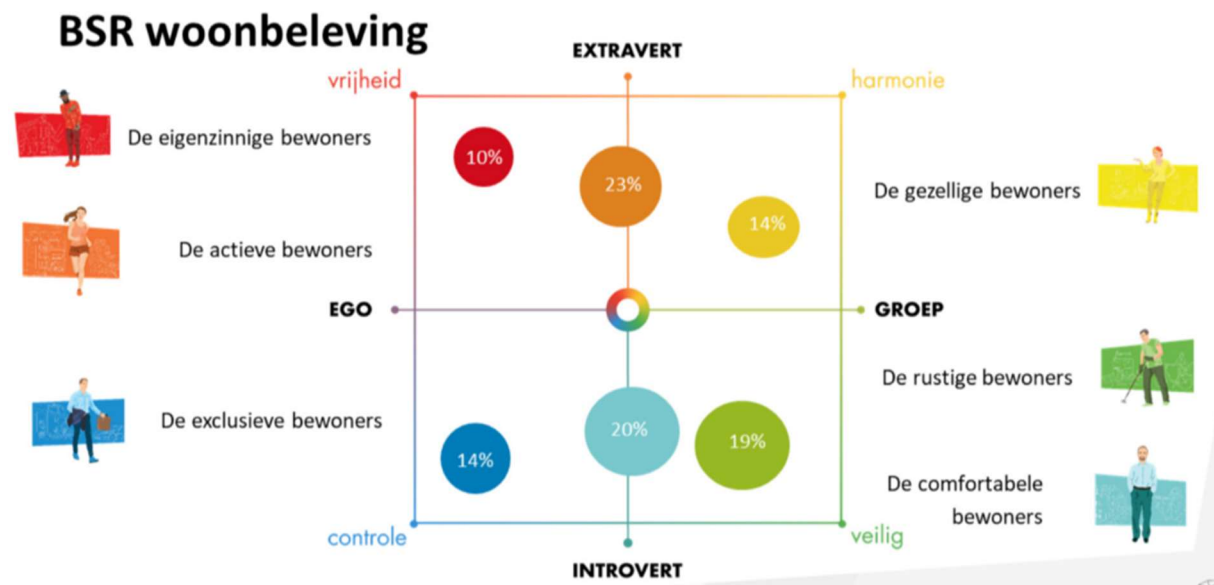 BSR woonbeleving
EXTRAVERT
vrijheid
harmonie
De eigenzinnige bewoners
10%
23%
De gezellige bewoners
14%
De actieve bewoners
EGO
GROEP
De rustige bewoners
De exclusieve bewoners
20%
19%
14%
De comfortabele
bewoners
controle
veilig
INTROVERT